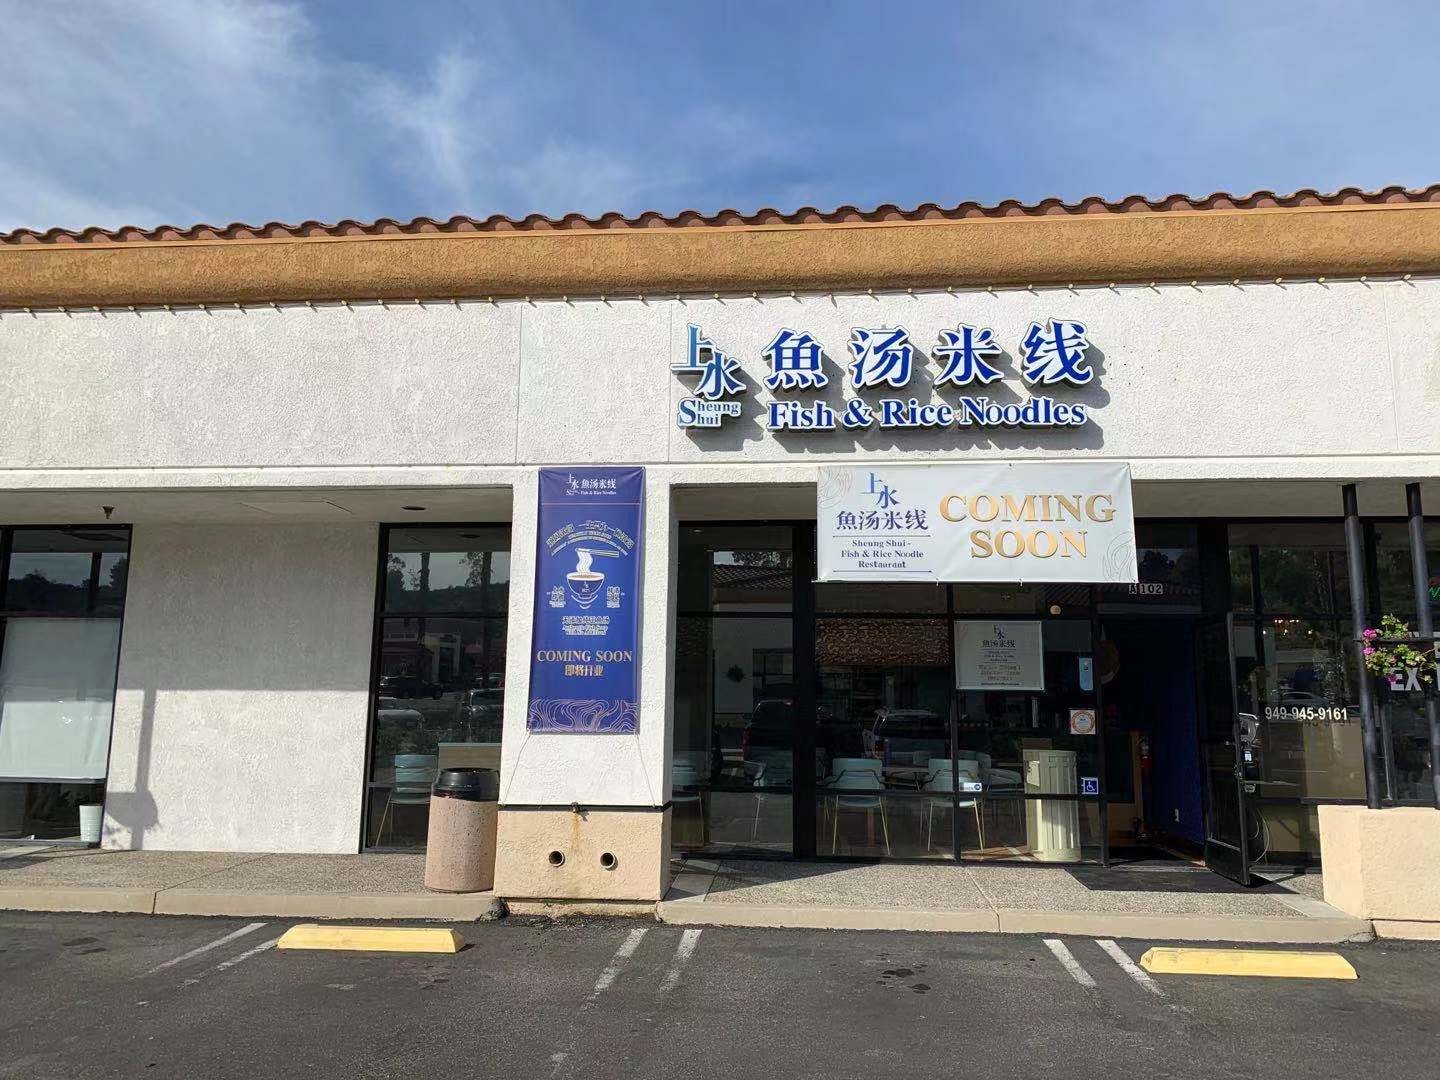 上水
Sheung
Shui
魚汤米线
Fish & Rice Noodles
上水 魚汤米线
Fish & Rice Noodles
COMING SOON
即将开业
上水
魚汤米线
Sheung Shui-
Fish & Rice Noodle
Restaurant
COMING
SOON
A 102
上水
魚汤米线
949-945-9161
EX